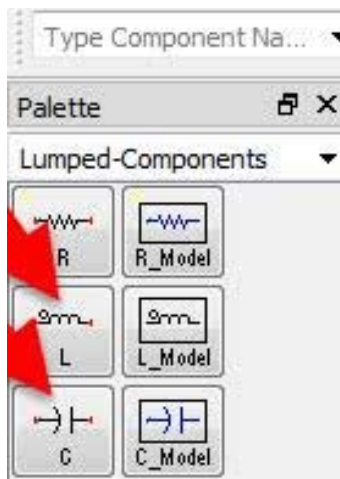 Type Component Na...
Palette
Lumped-Components
R R_Model
L L_Model
C C_Model